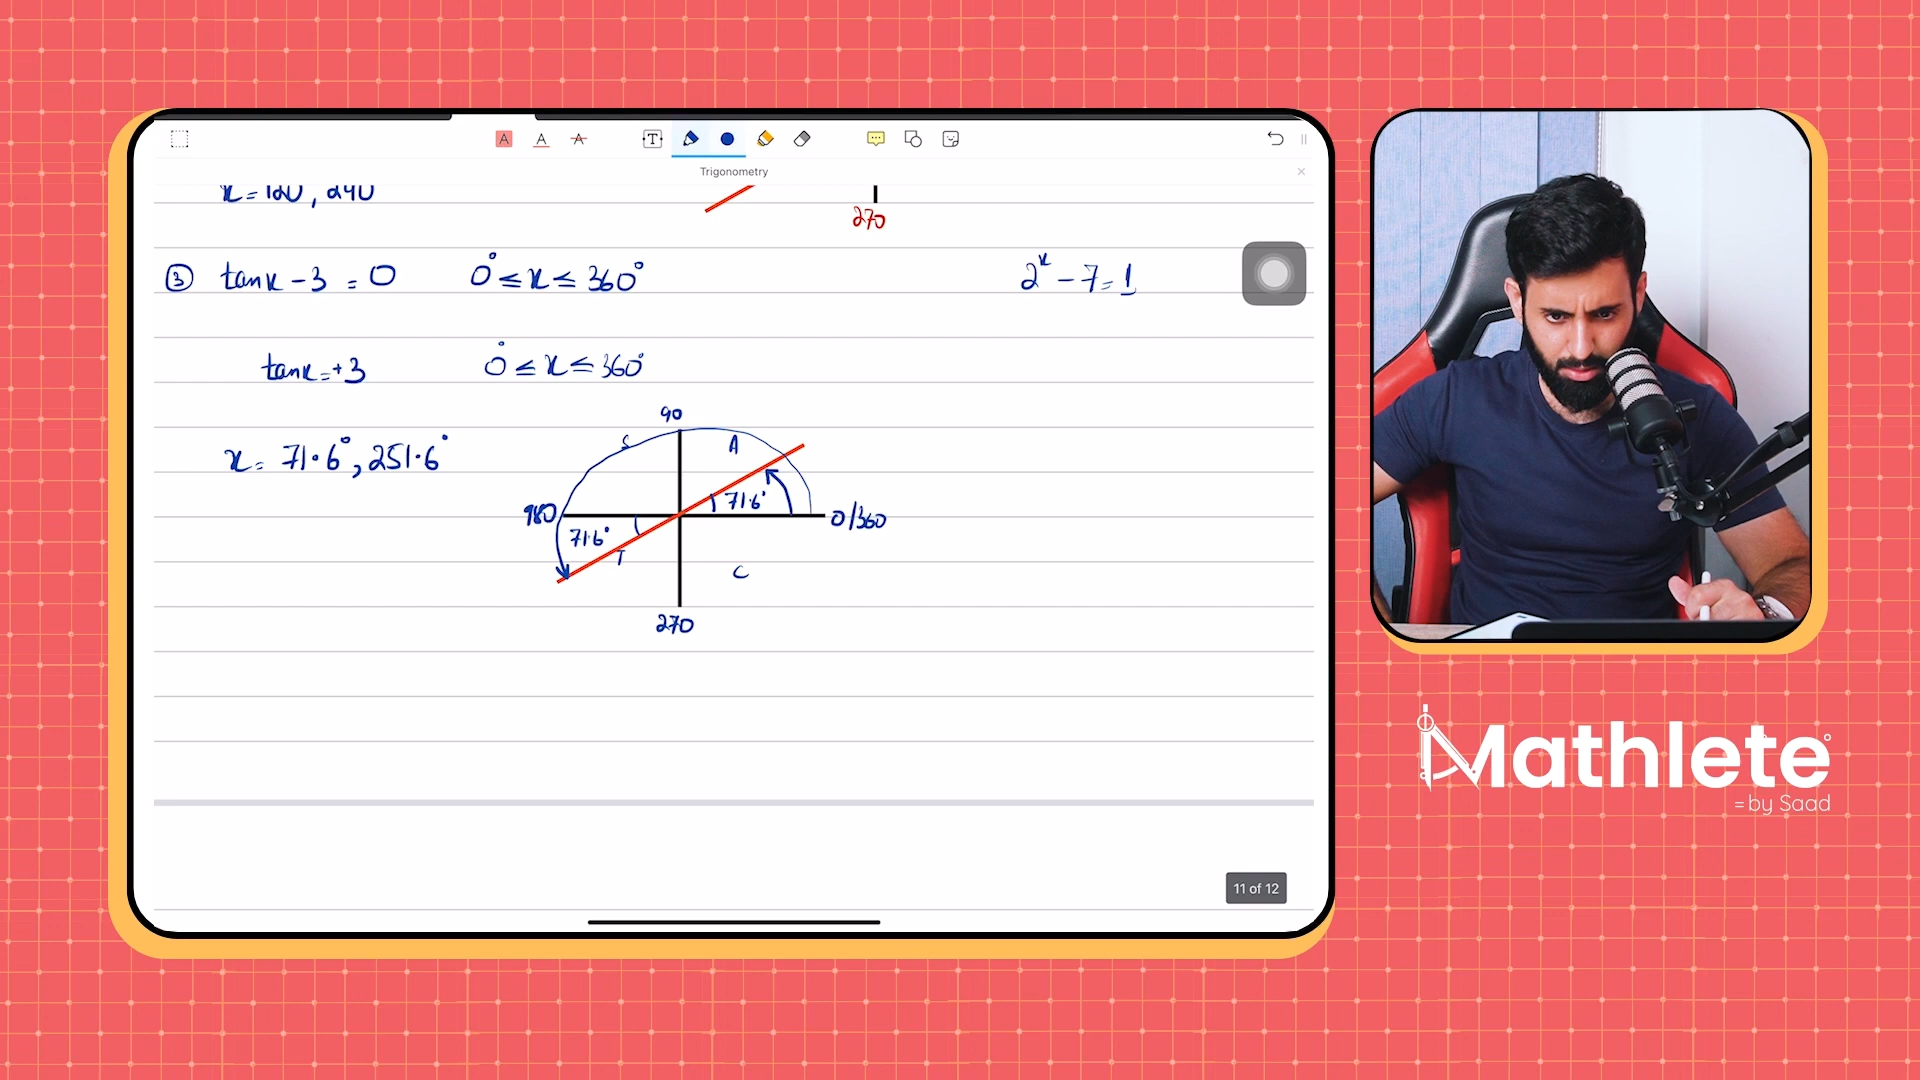 A A A T
Trigonometry
x = 120, 240
270
③ tanx - 3 = 0 0° ≤ x ≤ 360° 2ˣ - 7 = 1
tanx = +3 0° ≤ x ≤ 360°
x = 71.6°, 251.6°
90
S A
180 71.6° 0/360
71.6° T
C
270
Mathlete
= by Saad
11 of 12